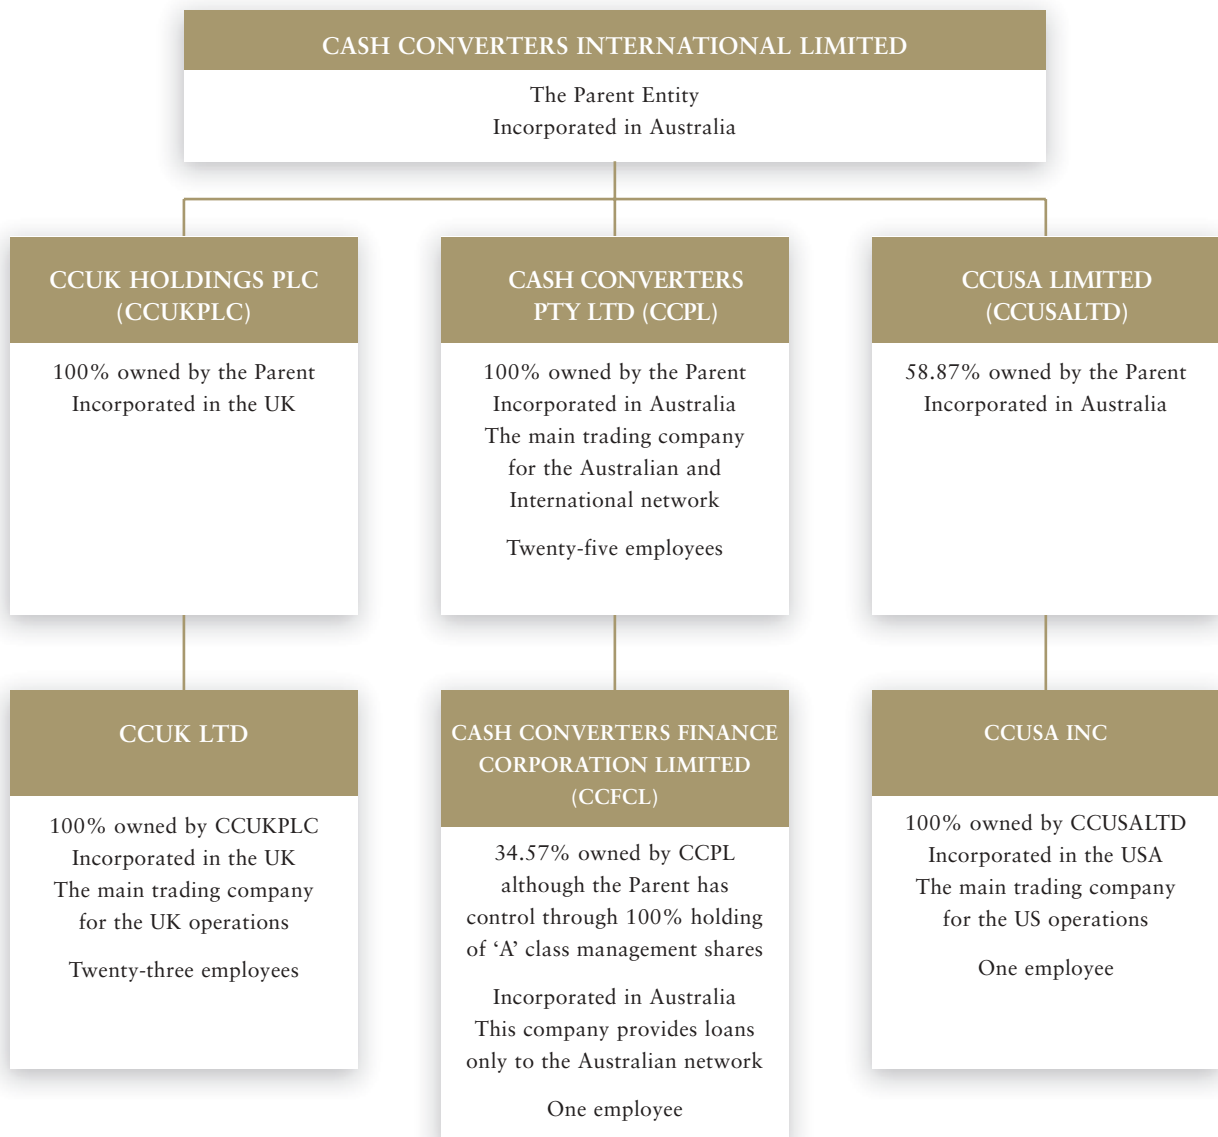 CASH CONVERTERS INTERNATIONAL LIMITED
The Parent Entity
Incorporated in Australia
CCUK HOLDINGS PLC
(CCUKPLC)
100% owned by the Parent
Incorporated in the UK
CASH CONVERTERS
PTY LTD (CCPL)
100% owned by the Parent
Incorporated in Australia
The main trading company
for the Australian and
International network
Twenty-five employees
CCUSA LIMITED
(CCUSALTD)
58.87% owned by the Parent
Incorporated in Australia
CCUK LTD
100% owned by CCUKPLC
Incorporated in the UK
The main trading company
for the UK operations
Twenty-three employees
CASH CONVERTERS FINANCE
CORPORATION LIMITED
(CCFCL)
34.57% owned by CCPL
although the Parent has
control through 100% holding
of ‘A’ class management shares
Incorporated in Australia
This company provides loans
only to the Australian network
One employee
CCUSA INC
100% owned by CCUSALTD
Incorporated in the USA
The main trading company
for the US operations
One employee